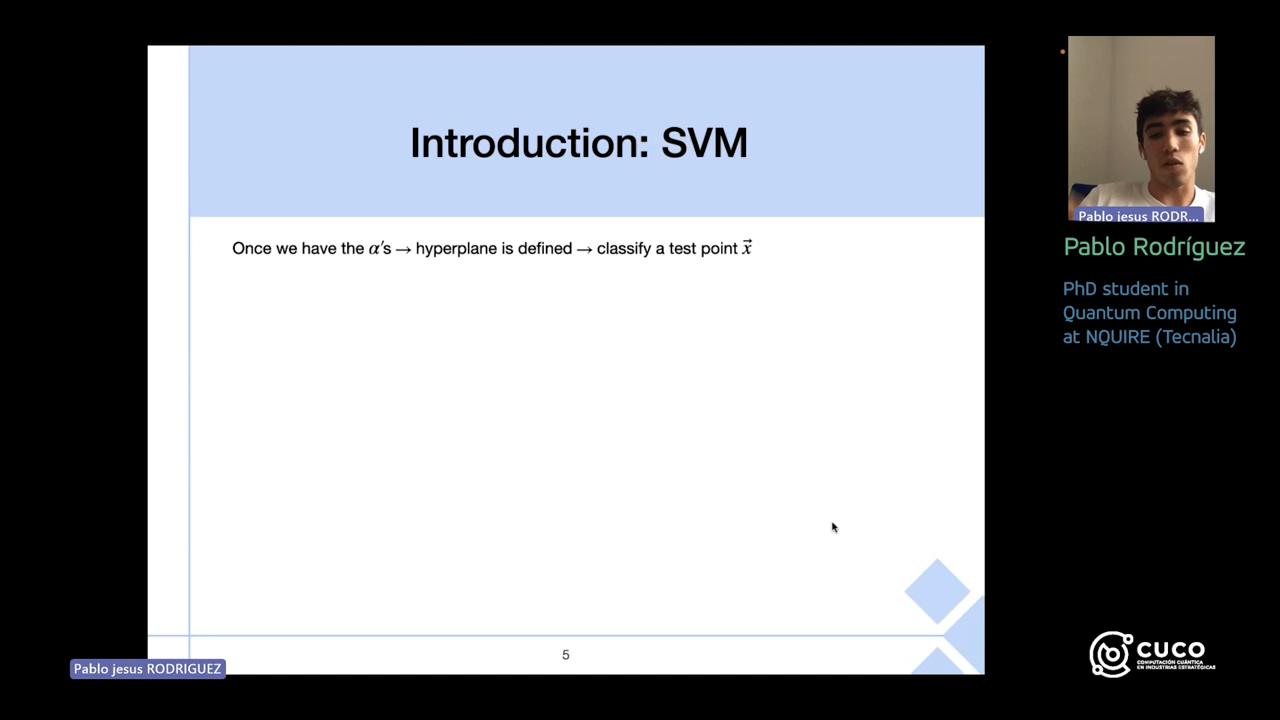 Introduction: SVM
Once we have the α's → hyperplane is defined → classify a test point x⃗
5
Pablo jesus RODRIGUEZ
Pablo jesus RODR...
Pablo Rodríguez
PhD student in
Quantum Computing
at NQUIRE (Tecnalia)
CUCO
COMPUTACIÓN CUÁNTICA
EN INDUSTRIAS ESTRATÉGICAS